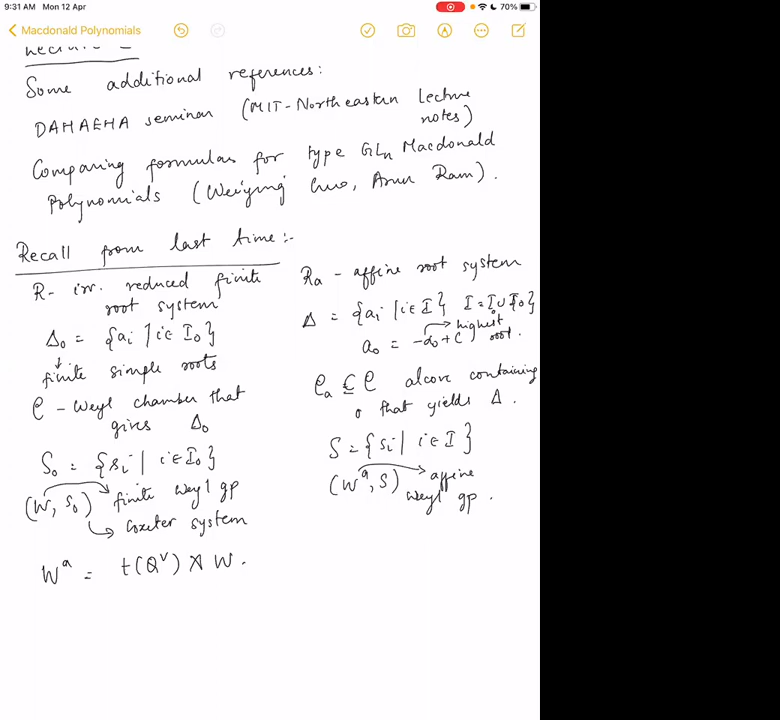 9:31 AM Mon 12 Apr
70%
Macdonald Polynomials
Some additional references:
DAHAEHA seminar (MIT-Northeastern Lecture notes)
Comparing formulas for type GLn Macdonald
Polynomials (Weiying Guo, Arun Ram).
Recall from last time:-
R - irr. reduced finite
root system
Δ₀ = {aᵢ | i∈I₀}
↓
finite simple roots
C - Weyl chamber that
gives Δ₀
S₀ = {sᵢ | i∈I₀}
(W, S₀) → finite Weyl gp
↳ Coxeter system
Wᵃ = t(Q^∨) ⋊ W.
Ra - affine root system
Δ = {aᵢ | i∈I}
a₀ = -α₀+c
→ highest root.
Cₐ ⊆ C alcove containing
0 that yields Δ.
S = {sᵢ | i∈I}
(Wᵃ, S) → affine
Weyl gp.